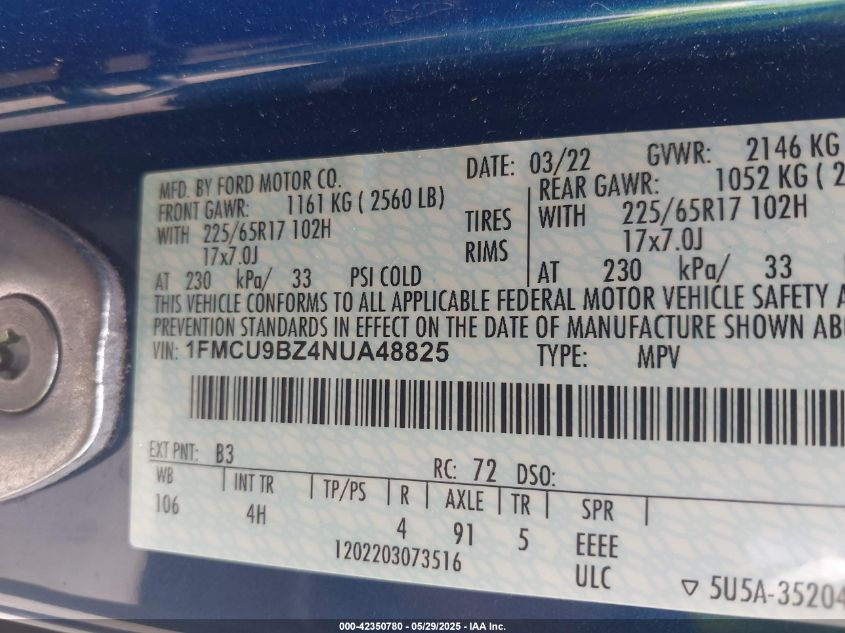 MFD. BY FORD MOTOR CO. DATE: 03/22 GVWR: 2146 KG
FRONT GAWR: 1161 KG ( 2560 LB) REAR GAWR: 1052 KG ( 2
WITH 225/65R17 102H TIRES WITH 225/65R17 102H
17x7.0J RIMS 17x7.0J
AT 230 kPa/ 33 PSI COLD AT 230 kPa/ 33
THIS VEHICLE CONFORMS TO ALL APPLICABLE FEDERAL MOTOR VEHICLE SAFETY A
PREVENTION STANDARDS IN EFFECT ON THE DATE OF MANUFACTURE SHOWN ABO
VIN: 1FMCU9BZ4NUA48825 TYPE: MPV
EXT PNT: B3 RC: 72 DSO:
WB INT TR TP/PS R AXLE TR SPR
106 4H 4 91 5 EEEE
1202203073516 ULC
5U5A-35204
000-42350780 - 05/29/2025 - IAA Inc.